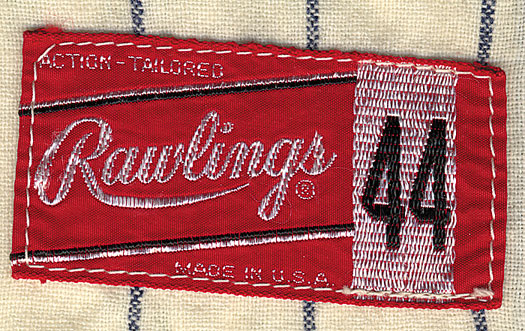 ACTION-TAILORED
Rawlings®
44
MADE IN U.S.A.